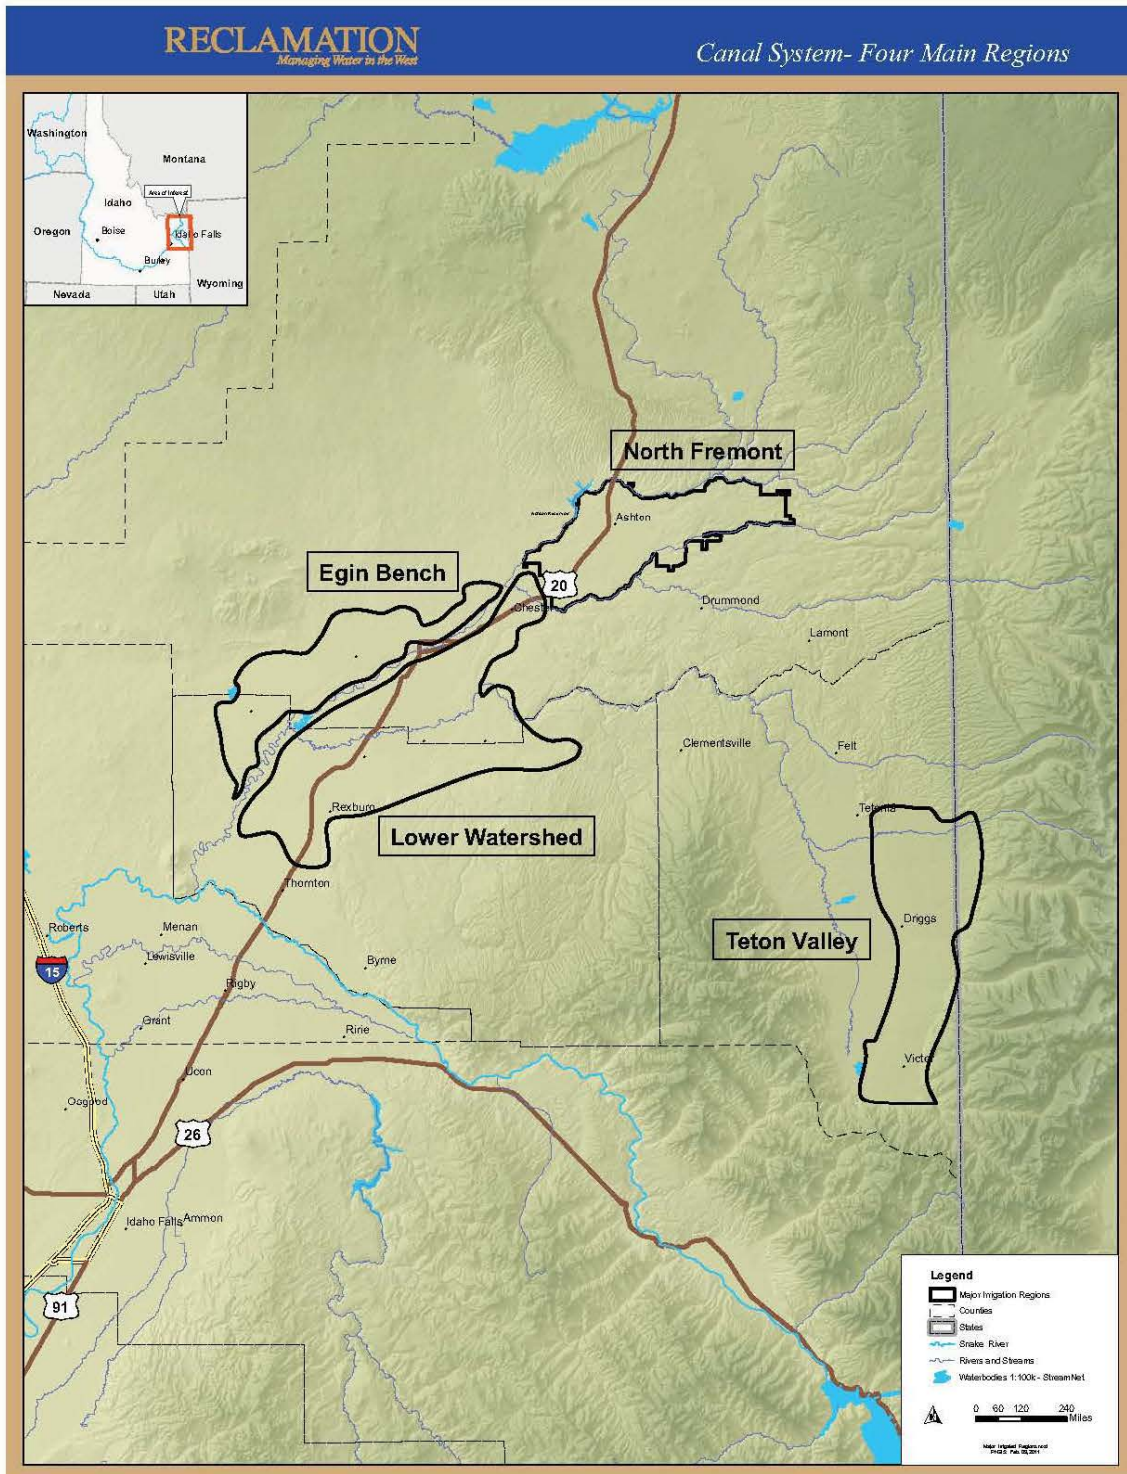 RECLAMATION
Managing Water in the West
Canal System- Four Main Regions
Washington
Montana
Area of Interest
Idaho
Oregon
Boise
Idaho Falls
Burley
Wyoming
Nevada
Utah
North Fremont
Ashton
Egin Bench
20
Chester
Drummond
Lamont
Clementsville
Felt
Rexburg
Tetonia
Lower Watershed
Thornton
Roberts
Menan
Driggs
Teton Valley
Lewisville
Byrne
15
Rigby
Grant
Ririe
Victor
Ucon
Osgood
26
Idaho Falls
Ammon
91
Legend
Major Irrigation Regions
Counties
States
Snake River
Rivers and Streams
Waterbodies 1:100k - StreamNet
0 60 120 240
Miles